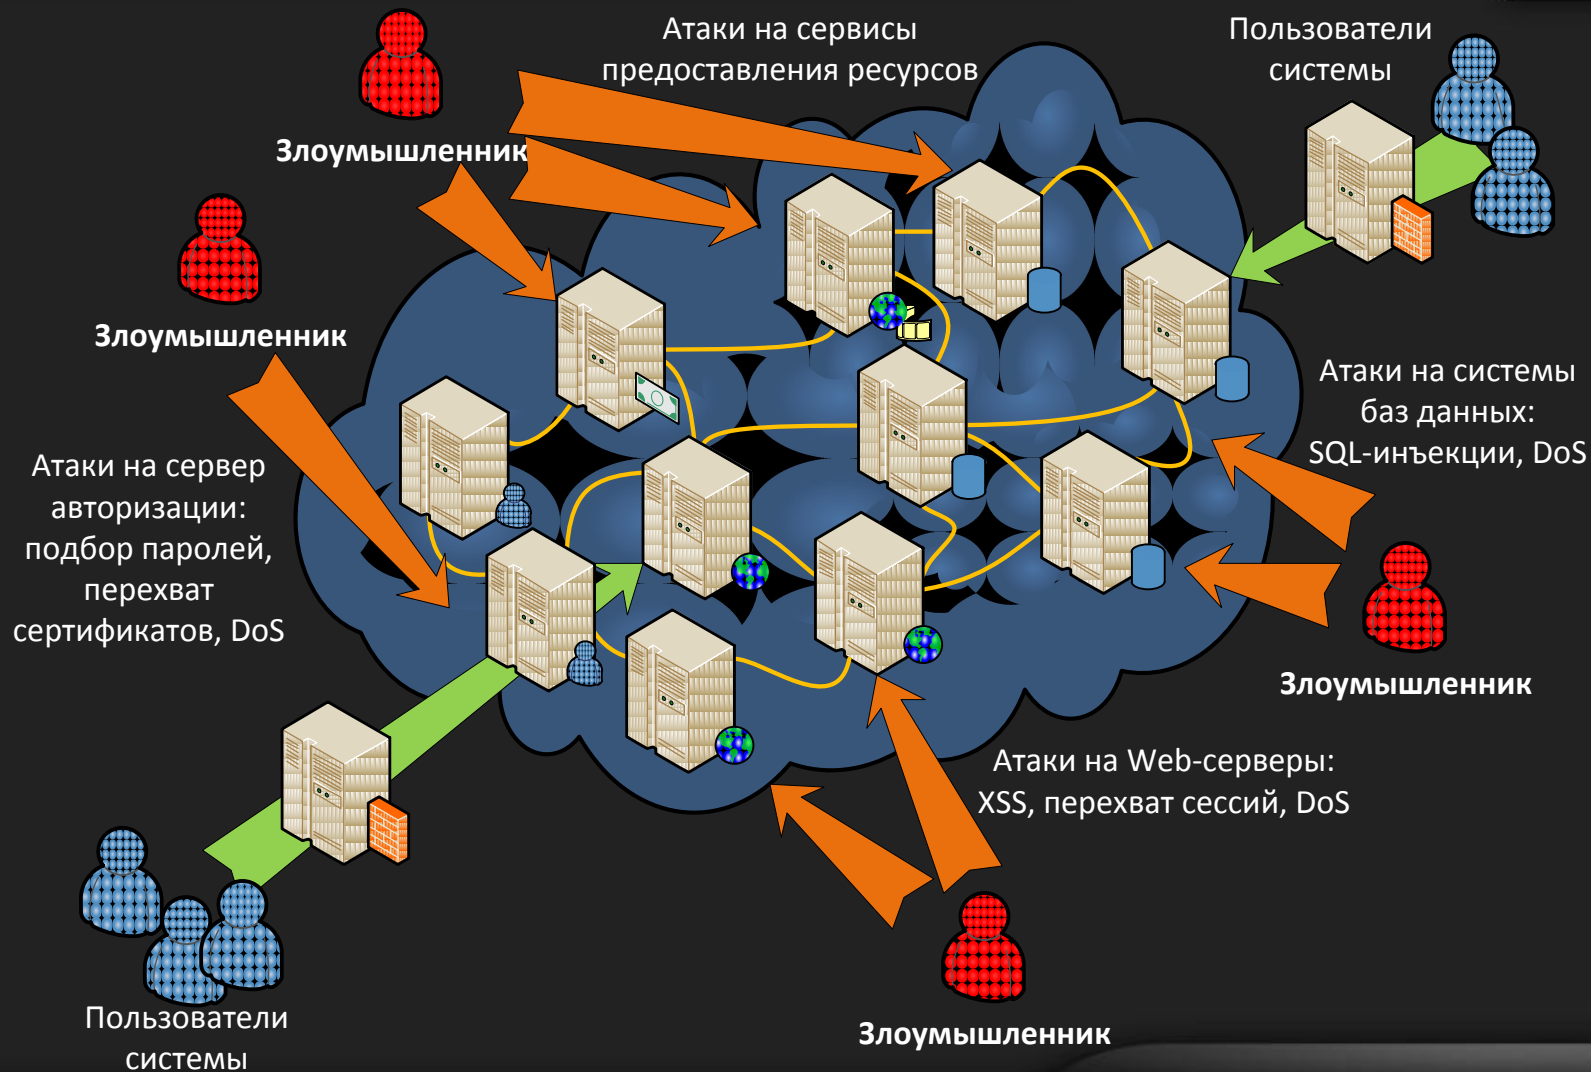 Атаки на сервисы
предоставления ресурсов
Пользователи
системы
Злоумышленник
Злоумышленник
Атаки на системы
баз данных:
SQL-инъекции, DoS
Атаки на сервер
авторизации:
подбор паролей,
перехват
сертификатов, DoS
Злоумышленник
Атаки на Web-серверы:
XSS, перехват сессий, DoS
Пользователи
системы
Злоумышленник